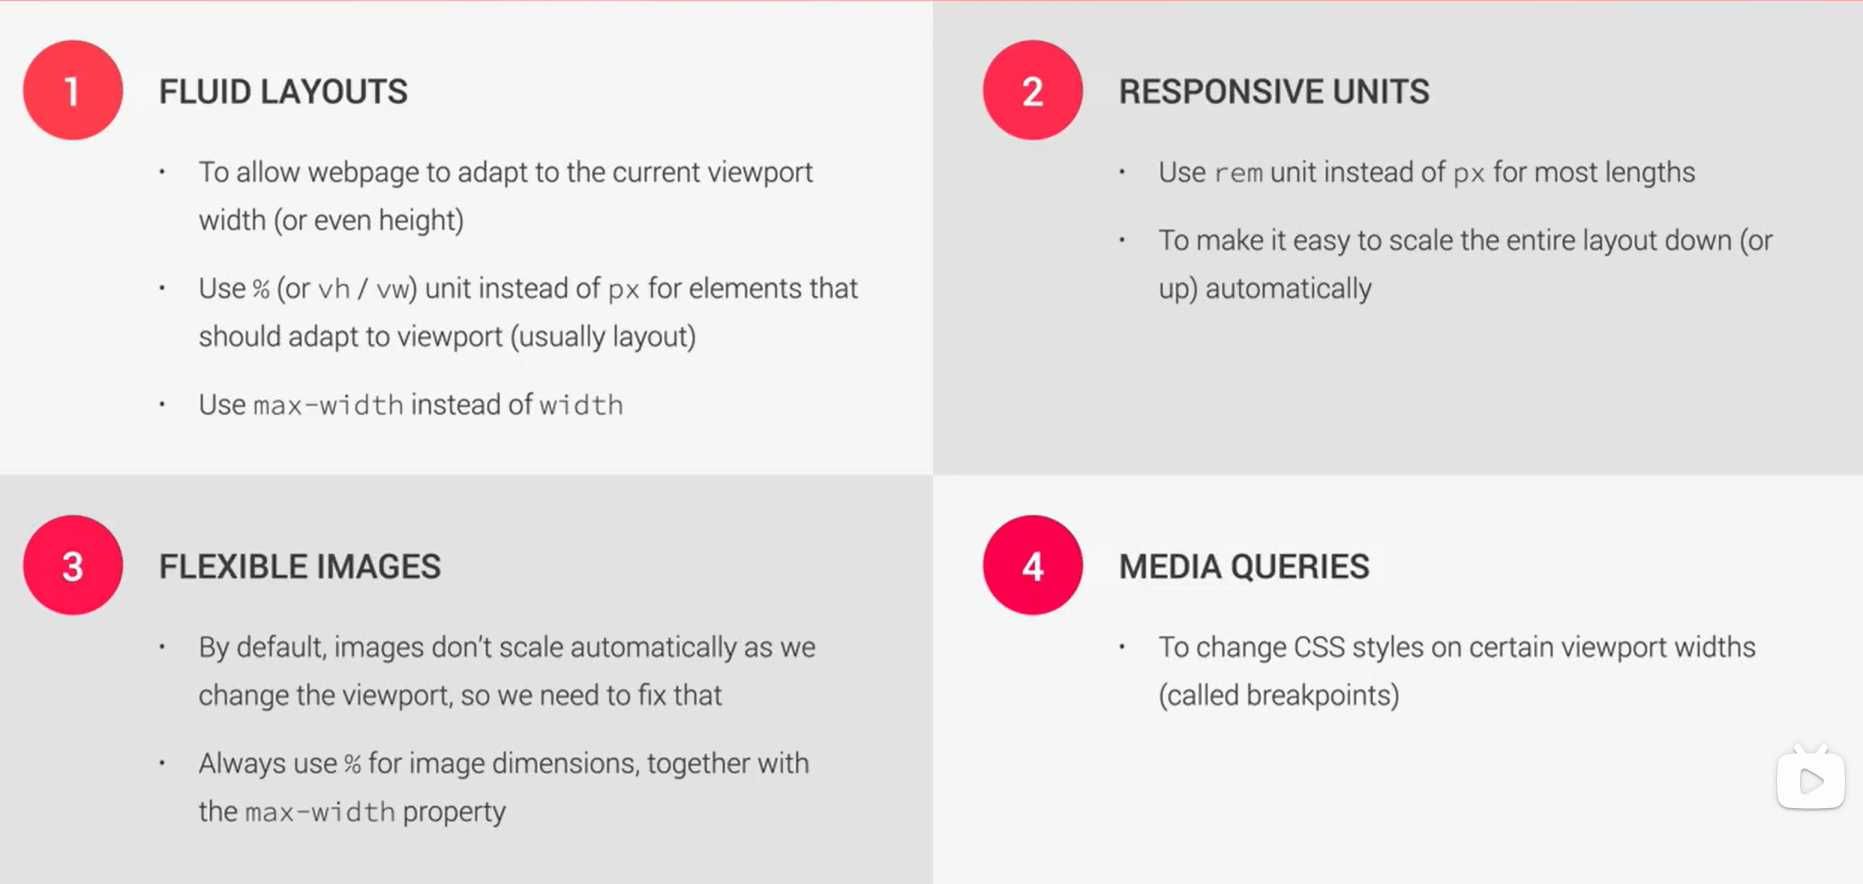 1
FLUID LAYOUTS
· To allow webpage to adapt to the current viewport
width (or even height)
· Use % (or vh / vw) unit instead of px for elements that
should adapt to viewport (usually layout)
· Use max-width instead of width
2
RESPONSIVE UNITS
· Use rem unit instead of px for most lengths
· To make it easy to scale the entire layout down (or
up) automatically
3
FLEXIBLE IMAGES
· By default, images don’t scale automatically as we
change the viewport, so we need to fix that
· Always use % for image dimensions, together with
the max-width property
4
MEDIA QUERIES
· To change CSS styles on certain viewport widths
(called breakpoints)